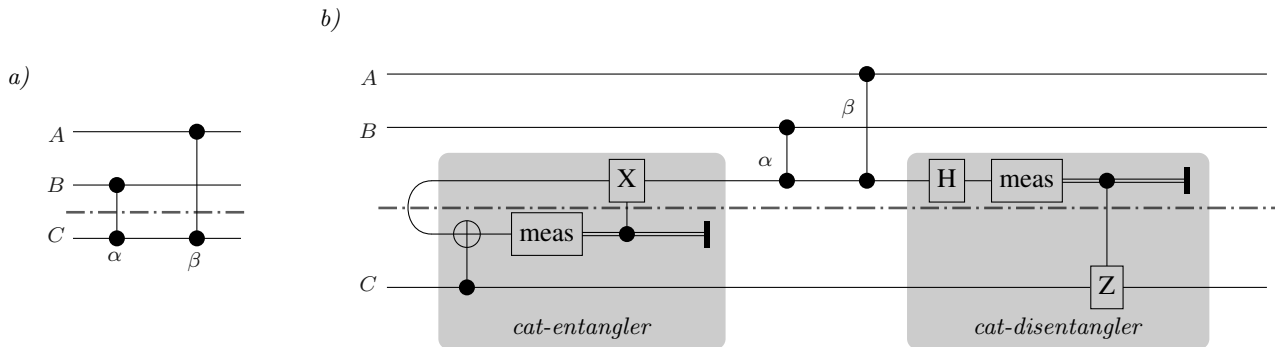 a)
A
B
C
α
β
b)
A
B
C
X
meas
α
β
H
meas
Z
cat-entangler
cat-disentangler